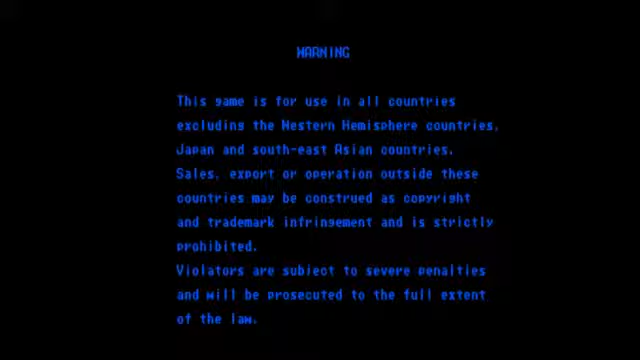 WARNING
This game is for use in all countries
excluding the Western Hemisphere countries,
Japan and south-east Asian countries.
Sales, export or operation outside these
countries may be construed as copyright
and trademark infringement and is strictly
prohibited.
Violators are subject to severe penalties
and will be prosecuted to the full extent
of the law.